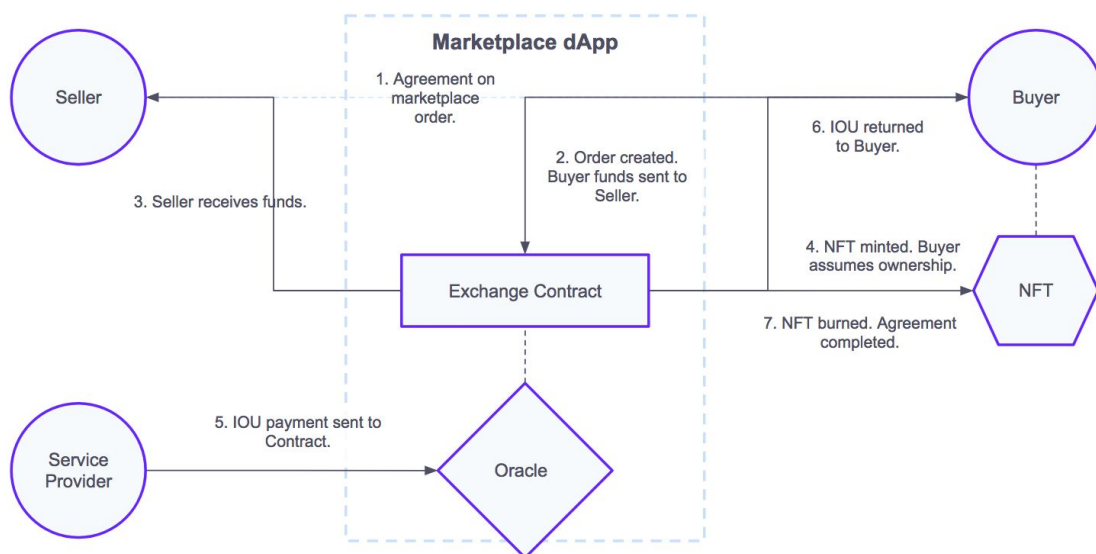 Marketplace dApp
Seller
1. Agreement on
marketplace
order.
Buyer
6. IOU returned
to Buyer.
2. Order created.
Buyer funds sent to
Seller.
3. Seller receives funds.
4. NFT minted. Buyer
assumes ownership.
Exchange Contract
NFT
7. NFT burned. Agreement
completed.
5. IOU payment sent to
Contract.
Service
Provider
Oracle